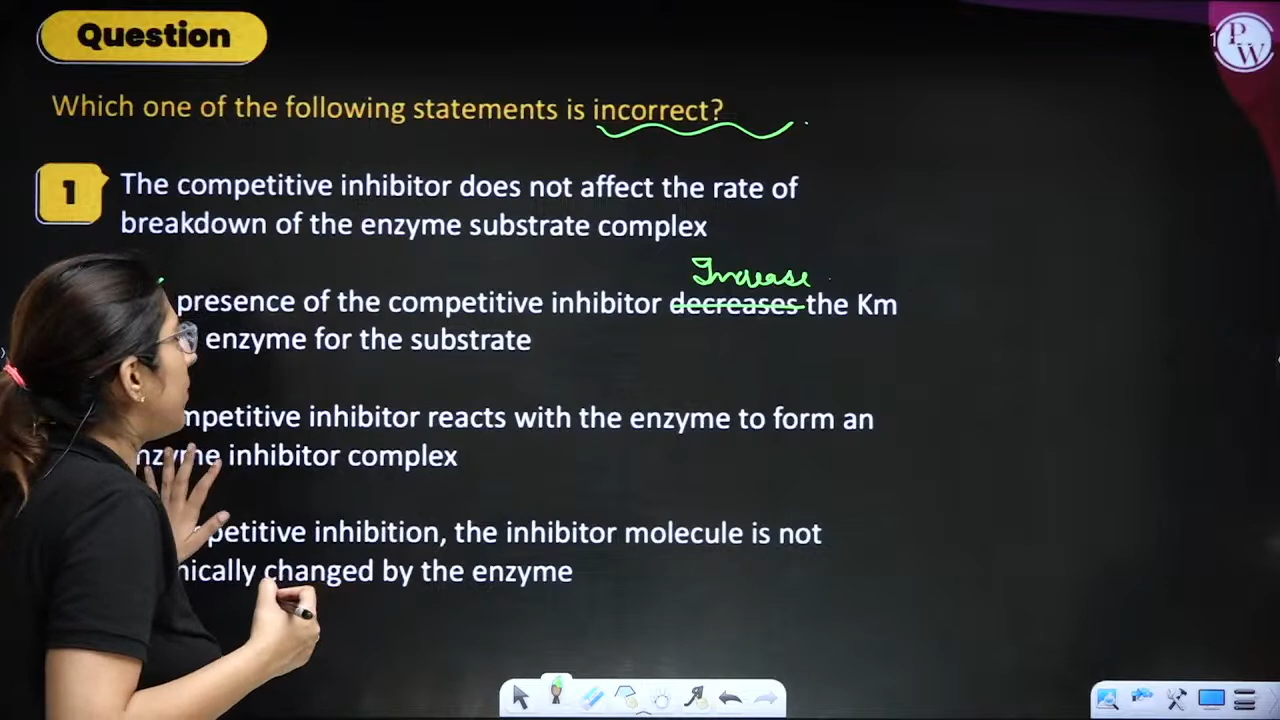 Question
PW
Which one of the following statements is incorrect?
1
The competitive inhibitor does not affect the rate of
breakdown of the enzyme substrate complex
Increase
presence of the competitive inhibitor decreases the Km
enzyme for the substrate
mpetitive inhibitor reacts with the enzyme to form an
nzyme inhibitor complex
petitive inhibition, the inhibitor molecule is not
nically changed by the enzyme